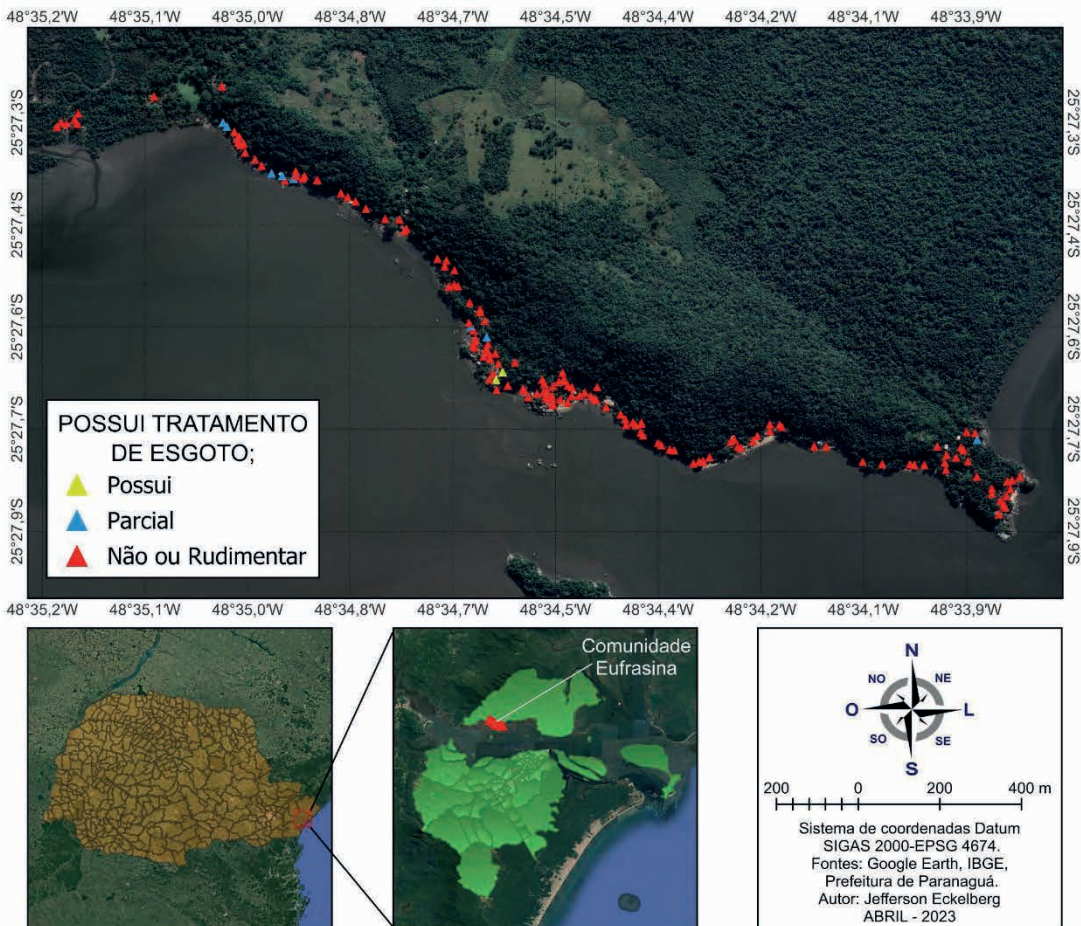 48°35,2'W 48°35,1'W 48°35,0'W 48°34,8'W 48°34,7'W 48°34,5'W 48°34,4'W 48°34,2'W 48°34,1'W 48°33,9'W
25°27,3'S 25°27,3'S
25°27,4'S 25°27,4'S
25°27,6'S 25°27,6'S
25°27,7'S 25°27,7'S
25°27,9'S 25°27,9'S
POSSUI TRATAMENTO
DE ESGOTO;
Possui
Parcial
Não ou Rudimentar
48°35,2'W 48°35,1'W 48°35,0'W 48°34,8'W 48°34,7'W 48°34,5'W 48°34,4'W 48°34,2'W 48°34,1'W 48°33,9'W
Comunidade
Eufrasina
N
NO NE
O L
SO SE
S
200 0 200 400 m
Sistema de coordenadas Datum
SIGAS 2000-EPSG 4674.
Fontes: Google Earth, IBGE,
Prefeitura de Paranaguá.
Autor: Jefferson Eckelberg
ABRIL - 2023